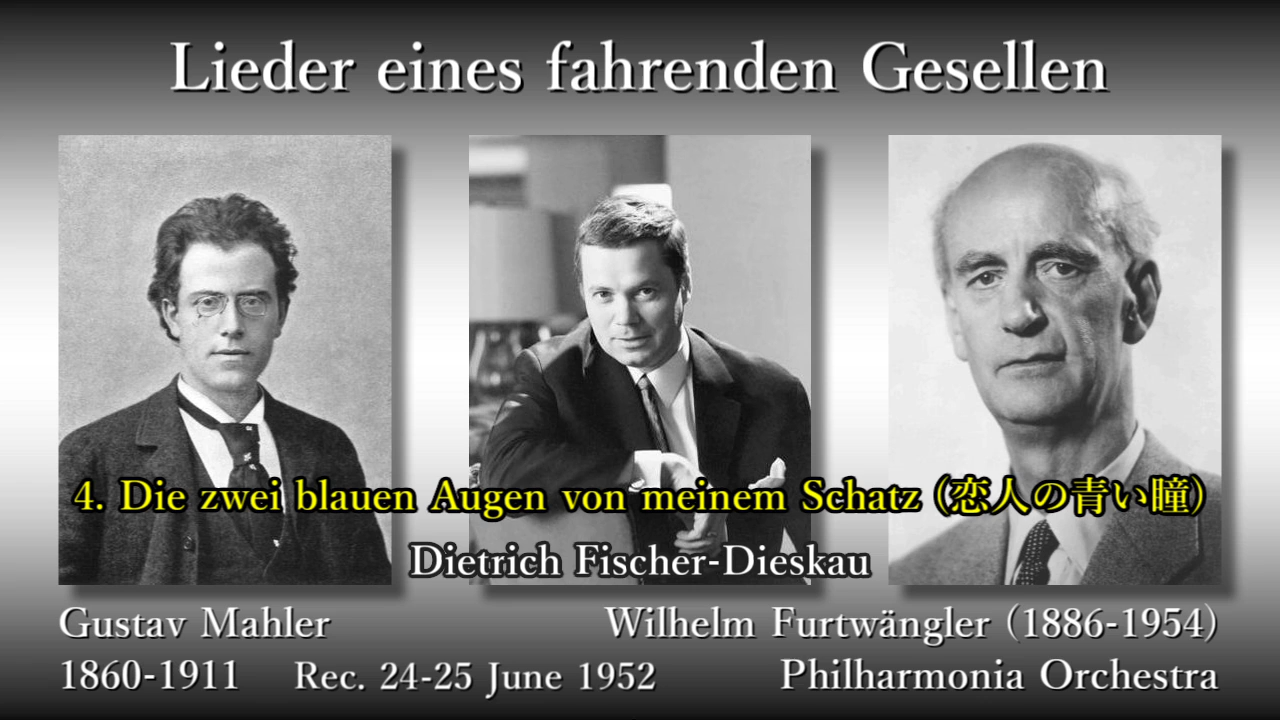 Lieder eines fahrenden Gesellen
4. Die zwei blauen Augen von meinem Schatz (恋人の青い瞳)
Dietrich Fischer-Dieskau
Gustav Mahler
1860-1911
Rec. 24-25 June 1952
Wilhelm Furtwängler (1886-1954)
Philharmonia Orchestra